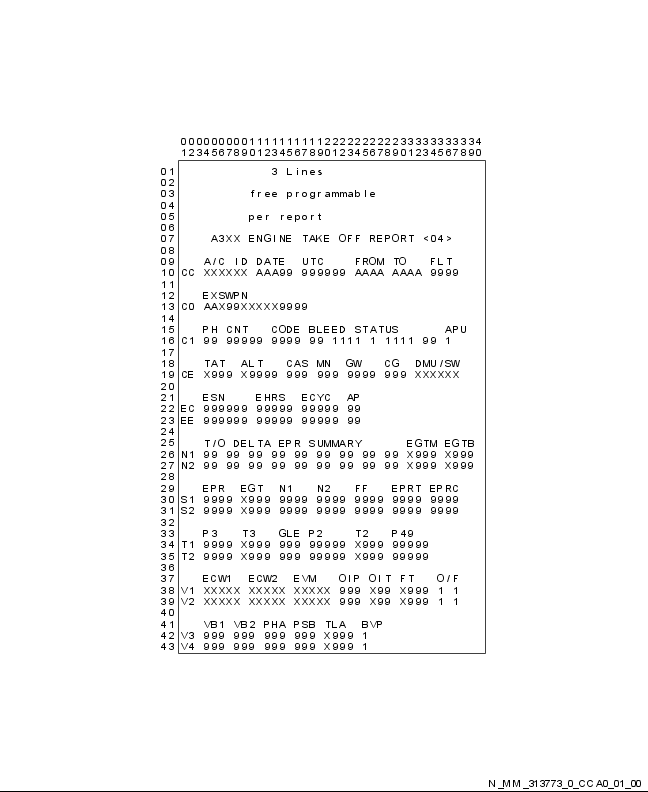 0000000001111111111222222222233333333334
1234567890123456789012345678901234567890
01 3 Lines
02
03 free programmable
04
05 per report
06
07 A3XX ENGINE TAKE OFF REPORT <04>
08
09 A/C ID DATE UTC FROM TO FLT
10 CC XXXXXX AAA99 999999 AAAA AAAA 9999
11
12 EXSWPN
13 C0 AAX99XXXXX9999
14
15 PH CNT CODE BLEED STATUS APU
16 C1 99 99999 9999 99 1111 1 1111 99 1
17
18 TAT ALT CAS MN GW CG DMU/SW
19 CE X999 X9999 999 999 9999 999 XXXXXX
20
21 ESN EHRS ECYC AP
22 EC 999999 99999 99999 99
23 EE 999999 99999 99999 99
24
25 T/O DELTA EPR SUMMARY EGTM EGTB
26 N1 99 99 99 99 99 99 99 99 99 X999 X999
27 N2 99 99 99 99 99 99 99 99 99 X999 X999
28
29 EPR EGT N1 N2 FF EPRT EPRC
30 S1 9999 X999 9999 9999 9999 9999 9999
31 S2 9999 X999 9999 9999 9999 9999 9999
32
33 P3 T3 GLE P2 T2 P49
34 T1 9999 X999 999 99999 X999 99999
35 T2 9999 X999 999 99999 X999 99999
36
37 ECW1 ECW2 EVM OIP OIT FT O/F
38 V1 XXXXX XXXXX XXXXX 999 X99 X999 1 1
39 V2 XXXXX XXXXX XXXXX 999 X99 X999 1 1
40
41 VB1 VB2 PHA PSB TLA BVP
42 V3 999 999 999 999 X999 1
43 V4 999 999 999 999 X999 1
N_MM_313773_0_CCA0_01_00